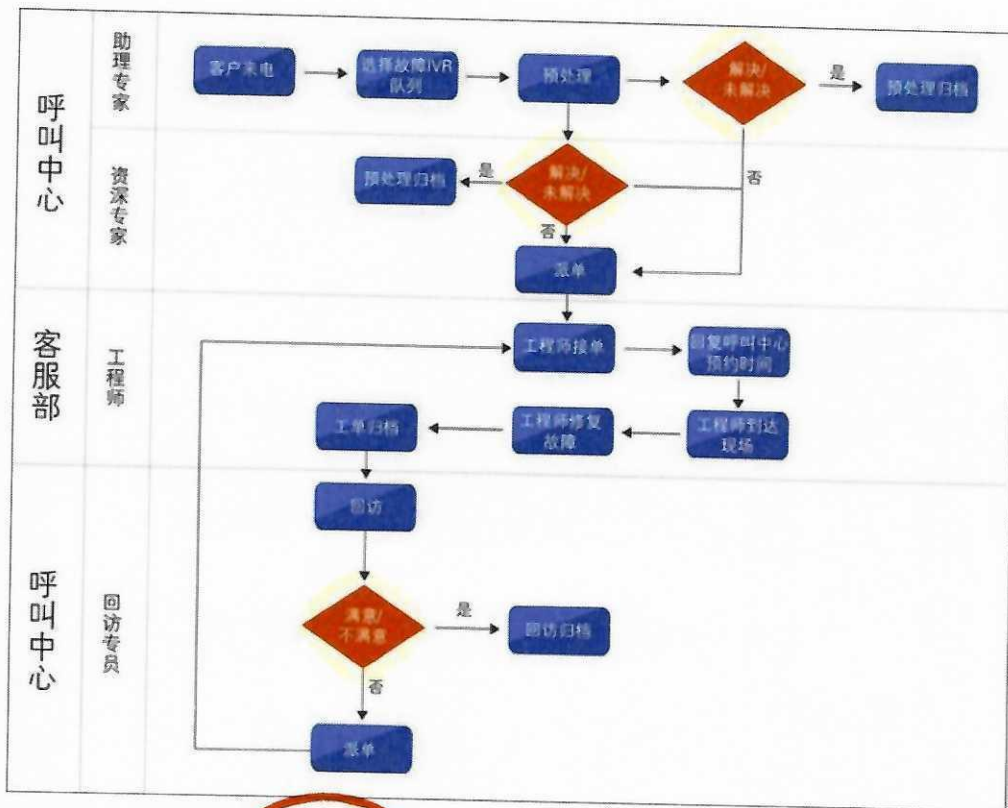 呼叫中心
助理专家
客户来电
选择故障IVR
队列
预处理
解决/
未解决
是
预处理归档
资深专家
预处理归档
是
解决/
未解决
否
否
派单
客服部
工程师
工程师接单
回复呼叫中心
预约时间
工单归档
工程师修复
故障
工程师到达
现场
呼叫中心
回访专员
回访
满意/
不满意
是
回访归档
否
派单